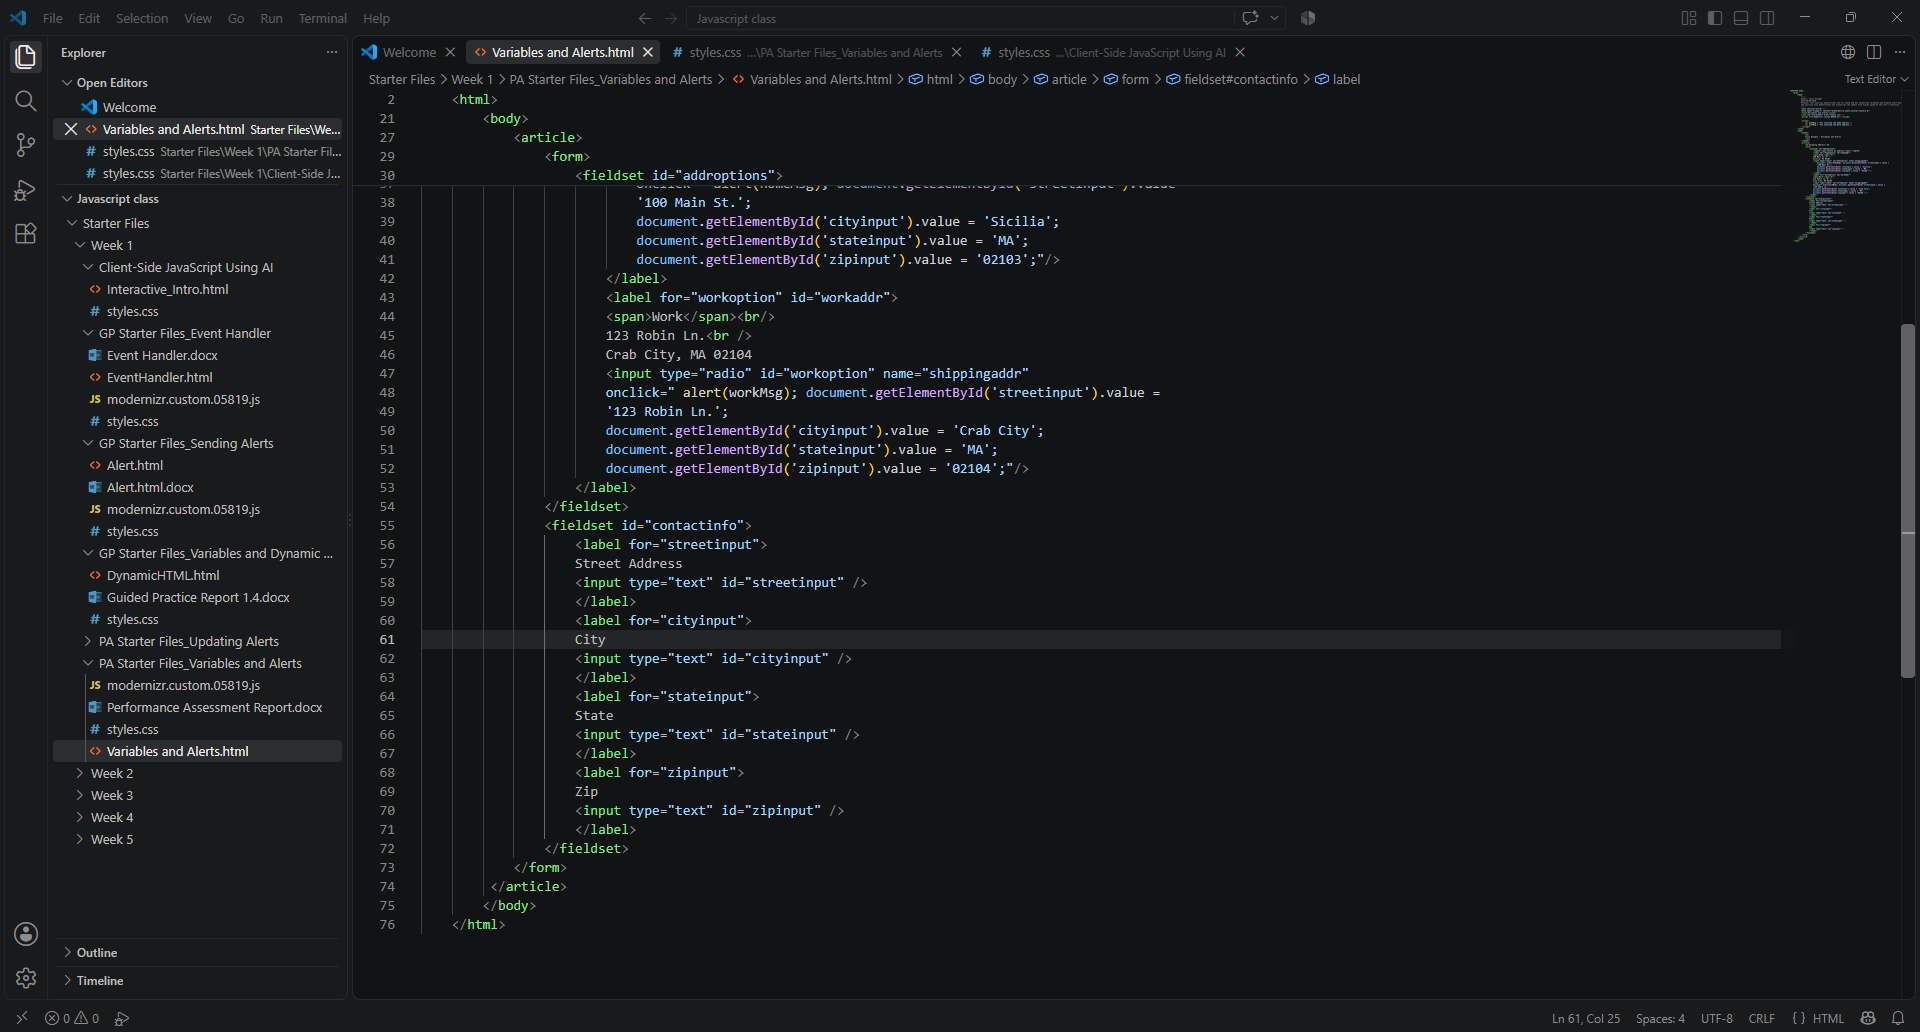 File Edit Selection View Go Run Terminal Help
Javascript class
Explorer
Open Editors
Welcome
Variables and Alerts.html Starter Files\We...
styles.css Starter Files\Week 1\PA Starter Fil...
styles.css Starter Files\Week 1\Client-Side J...
Javascript class
Starter Files
Week 1
Client-Side JavaScript Using AI
Interactive_Intro.html
styles.css
GP Starter Files_Event Handler
Event Handler.docx
EventHandler.html
JS modernizr.custom.05819.js
styles.css
GP Starter Files_Sending Alerts
Alert.html
Alert.html.docx
JS modernizr.custom.05819.js
styles.css
GP Starter Files_Variables and Dynamic ...
DynamicHTML.html
Guided Practice Report 1.4.docx
styles.css
PA Starter Files_Updating Alerts
PA Starter Files_Variables and Alerts
JS modernizr.custom.05819.js
Performance Assessment Report.docx
styles.css
Variables and Alerts.html
Week 2
Week 3
Week 4
Week 5
Outline
Timeline
Welcome
Variables and Alerts.html
# styles.css ...\PA Starter Files_Variables and Alerts
# styles.css ...\Client-Side JavaScript Using AI
Starter Files > Week 1 > PA Starter Files_Variables and Alerts > Variables and Alerts.html > html > body > article > form > fieldset#contactinfo > label
Text Editor
2 <html>
21 <body>
27 <article>
29 <form>
30 <fieldset id="addroptions">
38 '100 Main St.';
39 document.getElementById('cityinput').value = 'Sicilia';
40 document.getElementById('stateinput').value = 'MA';
41 document.getElementById('zipinput').value = '02103';"/>
42 </label>
43 <label for="workoption" id="workaddr">
44 <span>Work</span><br/>
45 123 Robin Ln.<br />
46 Crab City, MA 02104
47 <input type="radio" id="workoption" name="shippingaddr"
48 onclick=" alert(workMsg); document.getElementById('streetinput').value =
49 '123 Robin Ln.';
50 document.getElementById('cityinput').value = 'Crab City';
51 document.getElementById('stateinput').value = 'MA';
52 document.getElementById('zipinput').value = '02104';"/>
53 </label>
54 </fieldset>
55 <fieldset id="contactinfo">
56 <label for="streetinput">
57 Street Address
58 <input type="text" id="streetinput" />
59 </label>
60 <label for="cityinput">
61 City
62 <input type="text" id="cityinput" />
63 </label>
64 <label for="stateinput">
65 State
66 <input type="text" id="stateinput" />
67 </label>
68 <label for="zipinput">
69 Zip
70 <input type="text" id="zipinput" />
71 </label>
72 </fieldset>
73 </form>
74 </article>
75 </body>
76 </html>
0 0
Ln 61, Col 25 Spaces: 4 UTF-8 CRLF { } HTML